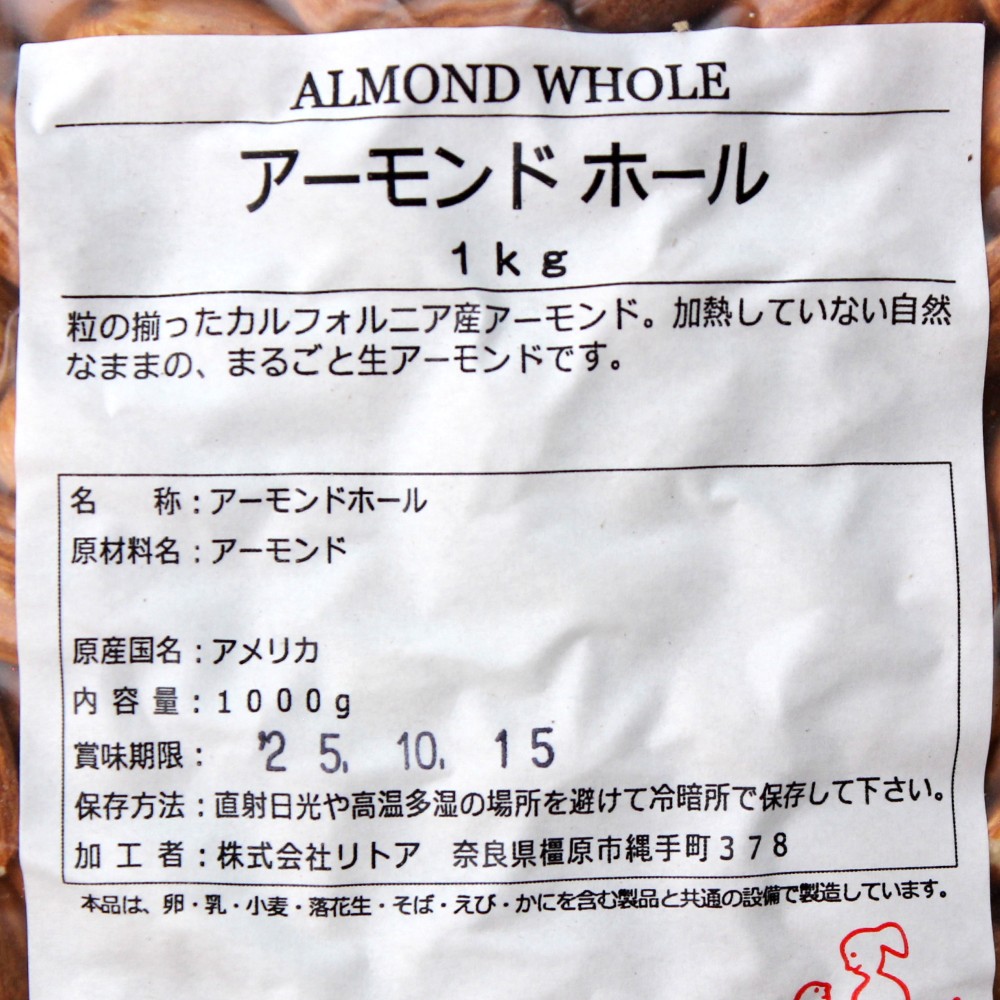 ALMOND WHOLE
アーモンド ホール
1kg
粒の揃ったカルフォルニア産アーモンド。加熱していない自然
なままの、まるごと生アーモンドです。
名　　称：アーモンドホール
原材料名：アーモンド
原産国名：アメリカ
内 容 量：1000g
賞味期限： '25. 10. 15
保存方法：直射日光や高温多湿の場所を避けて冷暗所で保存して下さい。
加 工 者：株式会社リトア　奈良県橿原市縄手町378
本品は、卵・乳・小麦・落花生・そば・えび・かにを含む製品と共通の設備で製造しています。